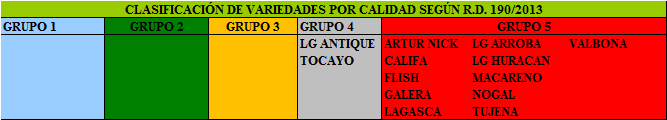 CLASIFICACIÓN DE VARIEDADES POR CALIDAD SEGÚN R.D. 190/2013
GRUPO 1 GRUPO 2 GRUPO 3 GRUPO 4 GRUPO 5
LG ANTIQUE ARTUR NICK LG ARROBA VALBONA
TOCAYO CALIFA LG HURACAN
FLISH MACARENO
GALERA NOGAL
LAGASCA TUJENA